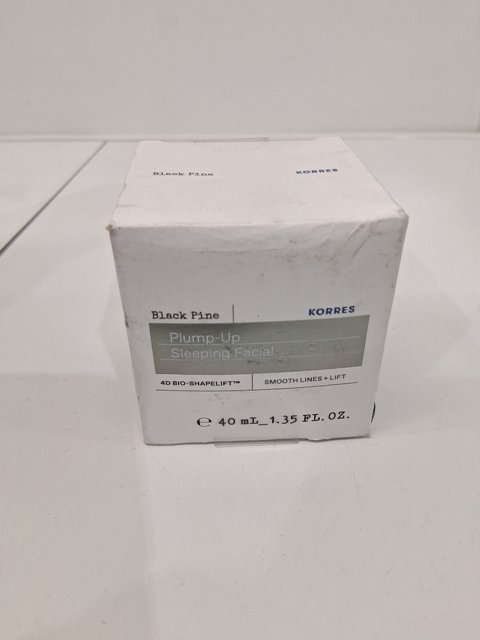 Black Pine KORRES
Black Pine KORRES
Plump-Up
Sleeping Facial
4D BIO-SHAPELIFT™ SMOOTH LINES + LIFT
℮ 40 mL_1.35 FL. OZ.